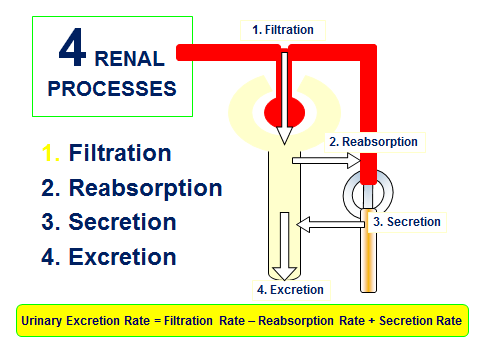 4 RENAL
PROCESSES
1. Filtration
2. Reabsorption
3. Secretion
4. Excretion
1. Filtration
2. Reabsorption
3. Secretion
4. Excretion
Urinary Excretion Rate = Filtration Rate – Reabsorption Rate + Secretion Rate